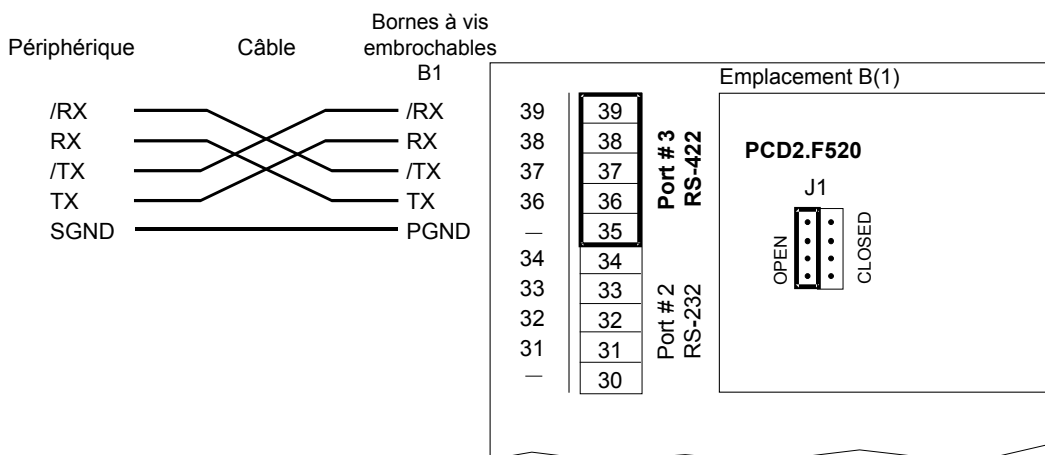 Périphérique Câble Bornes à vis embrochables B1
/RX /RX
RX RX
/TX /TX
TX TX
SGND PGND
Emplacement B(1)
39 39
38 38
37 37
36 36
— 35
34 34
33 33
32 32
31 31
— 30
Port # 3
RS-422
Port # 2
RS-232
PCD2.F520
J1
OPEN CLOSED